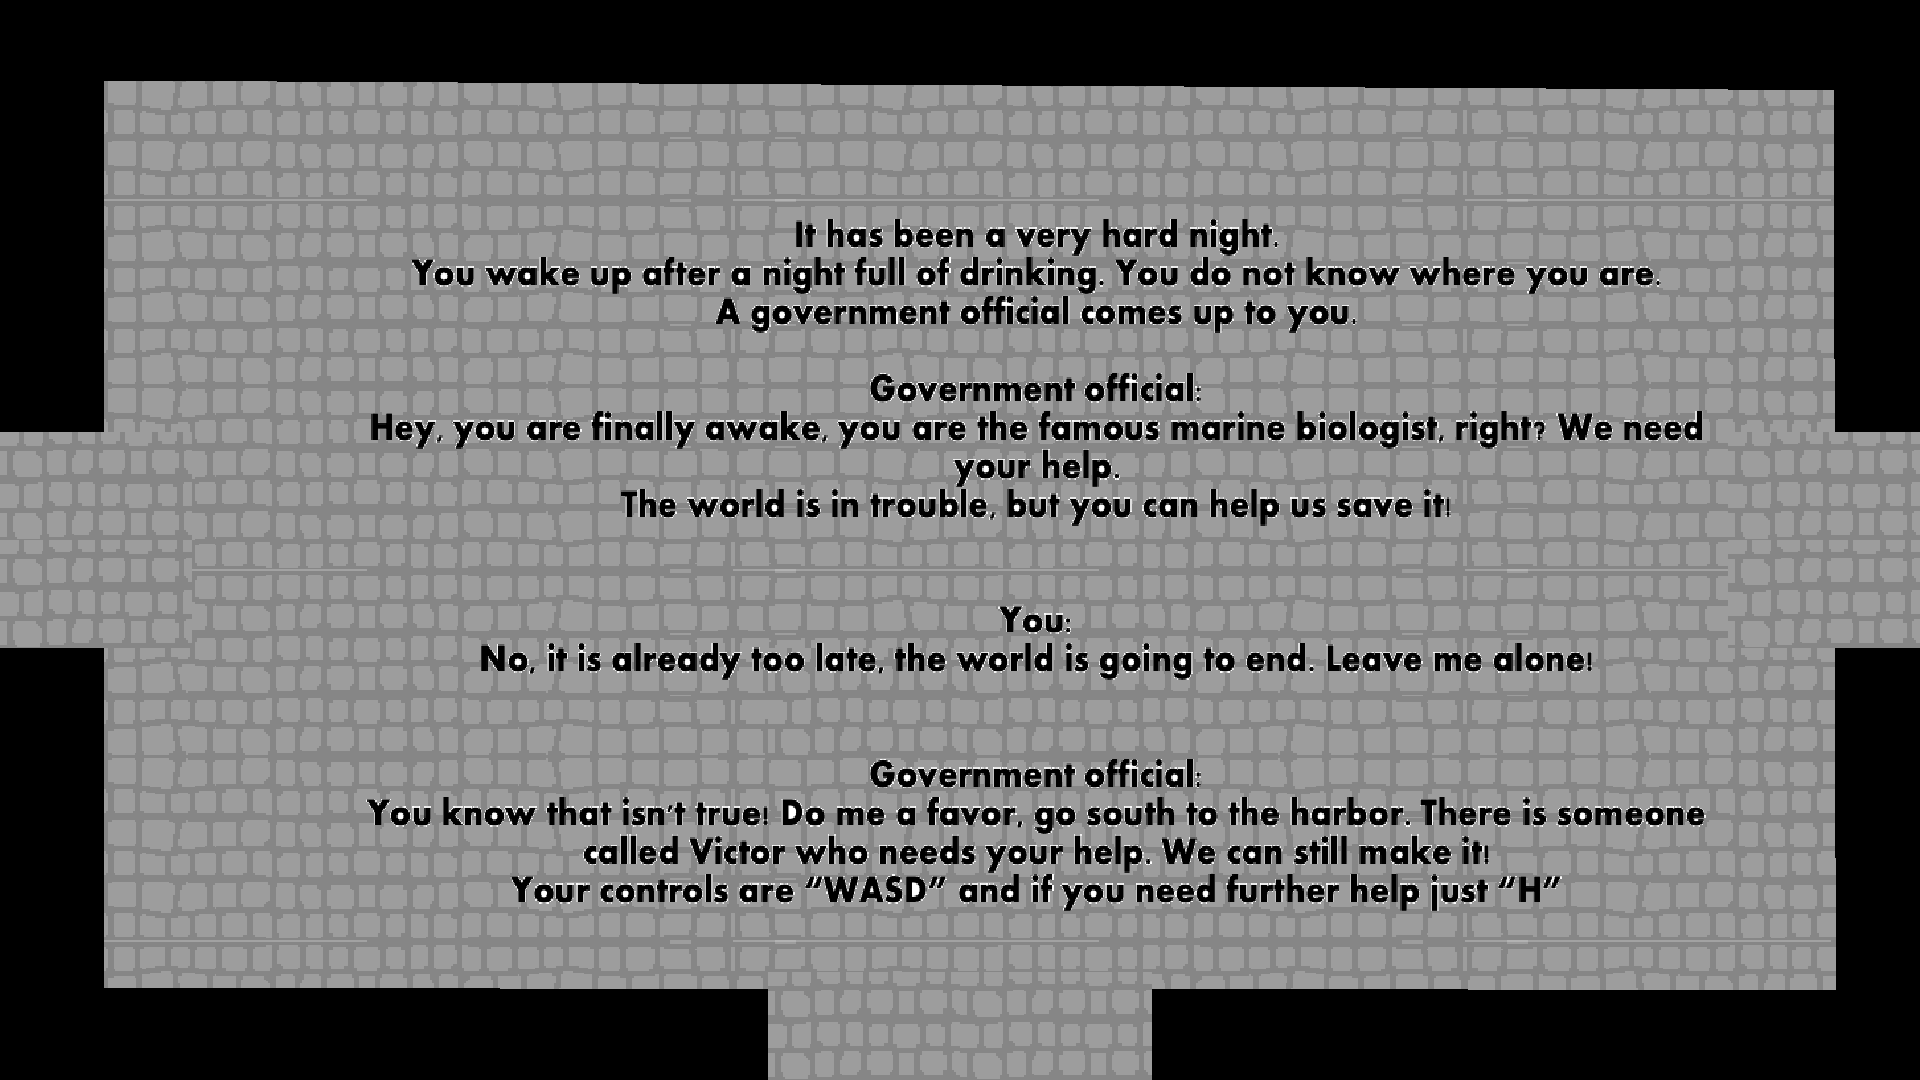 It has been a very hard night.
You wake up after a night full of drinking. You do not know where you are.
A government official comes up to you.
Government official:
Hey, you are finally awake, you are the famous marine biologist, right? We need
your help.
The world is in trouble, but you can help us save it!
You:
No, it is already too late, the world is going to end. Leave me alone!
Government official:
You know that isn't true! Do me a favor, go south to the harbor. There is someone
called Victor who needs your help. We can still make it!
Your controls are “WASD” and if you need further help just “H”